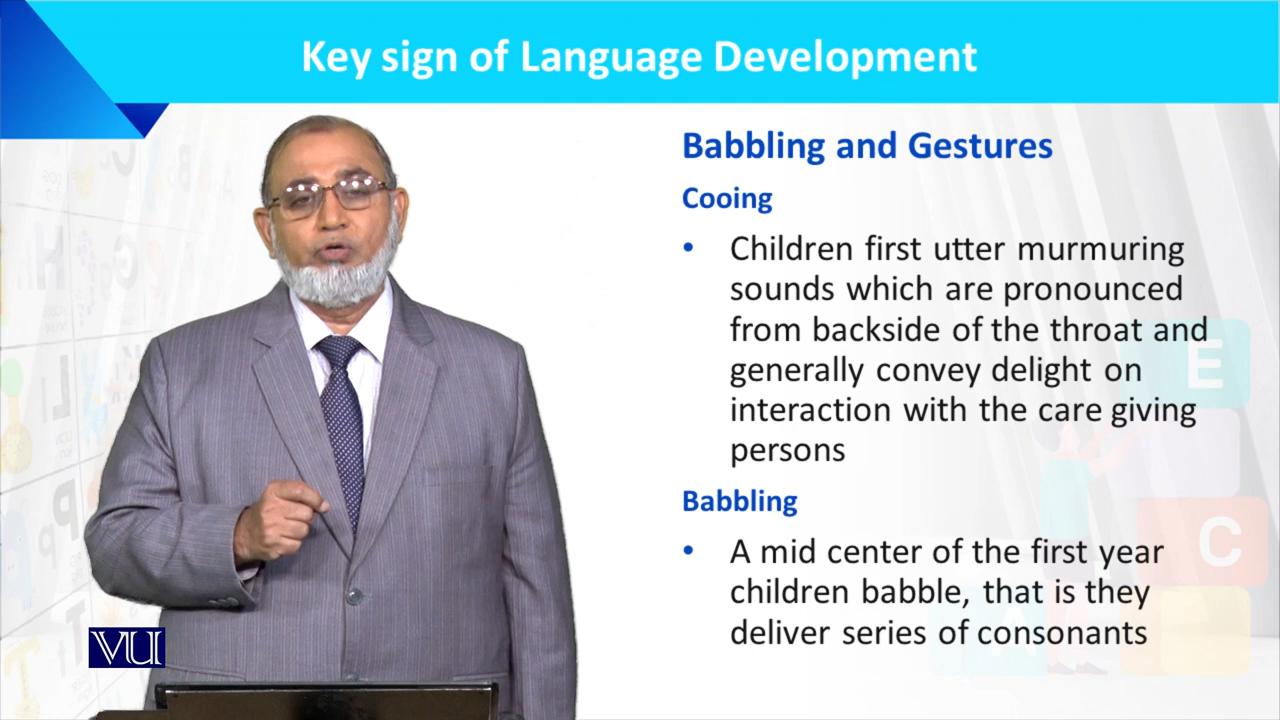 Key sign of Language Development
Babbling and Gestures
Cooing
• Children first utter murmuring
sounds which are pronounced
from backside of the throat and
generally convey delight on
interaction with the care giving
persons
Babbling
• A mid center of the first year
children babble, that is they
deliver series of consonants
VU
E
C
A